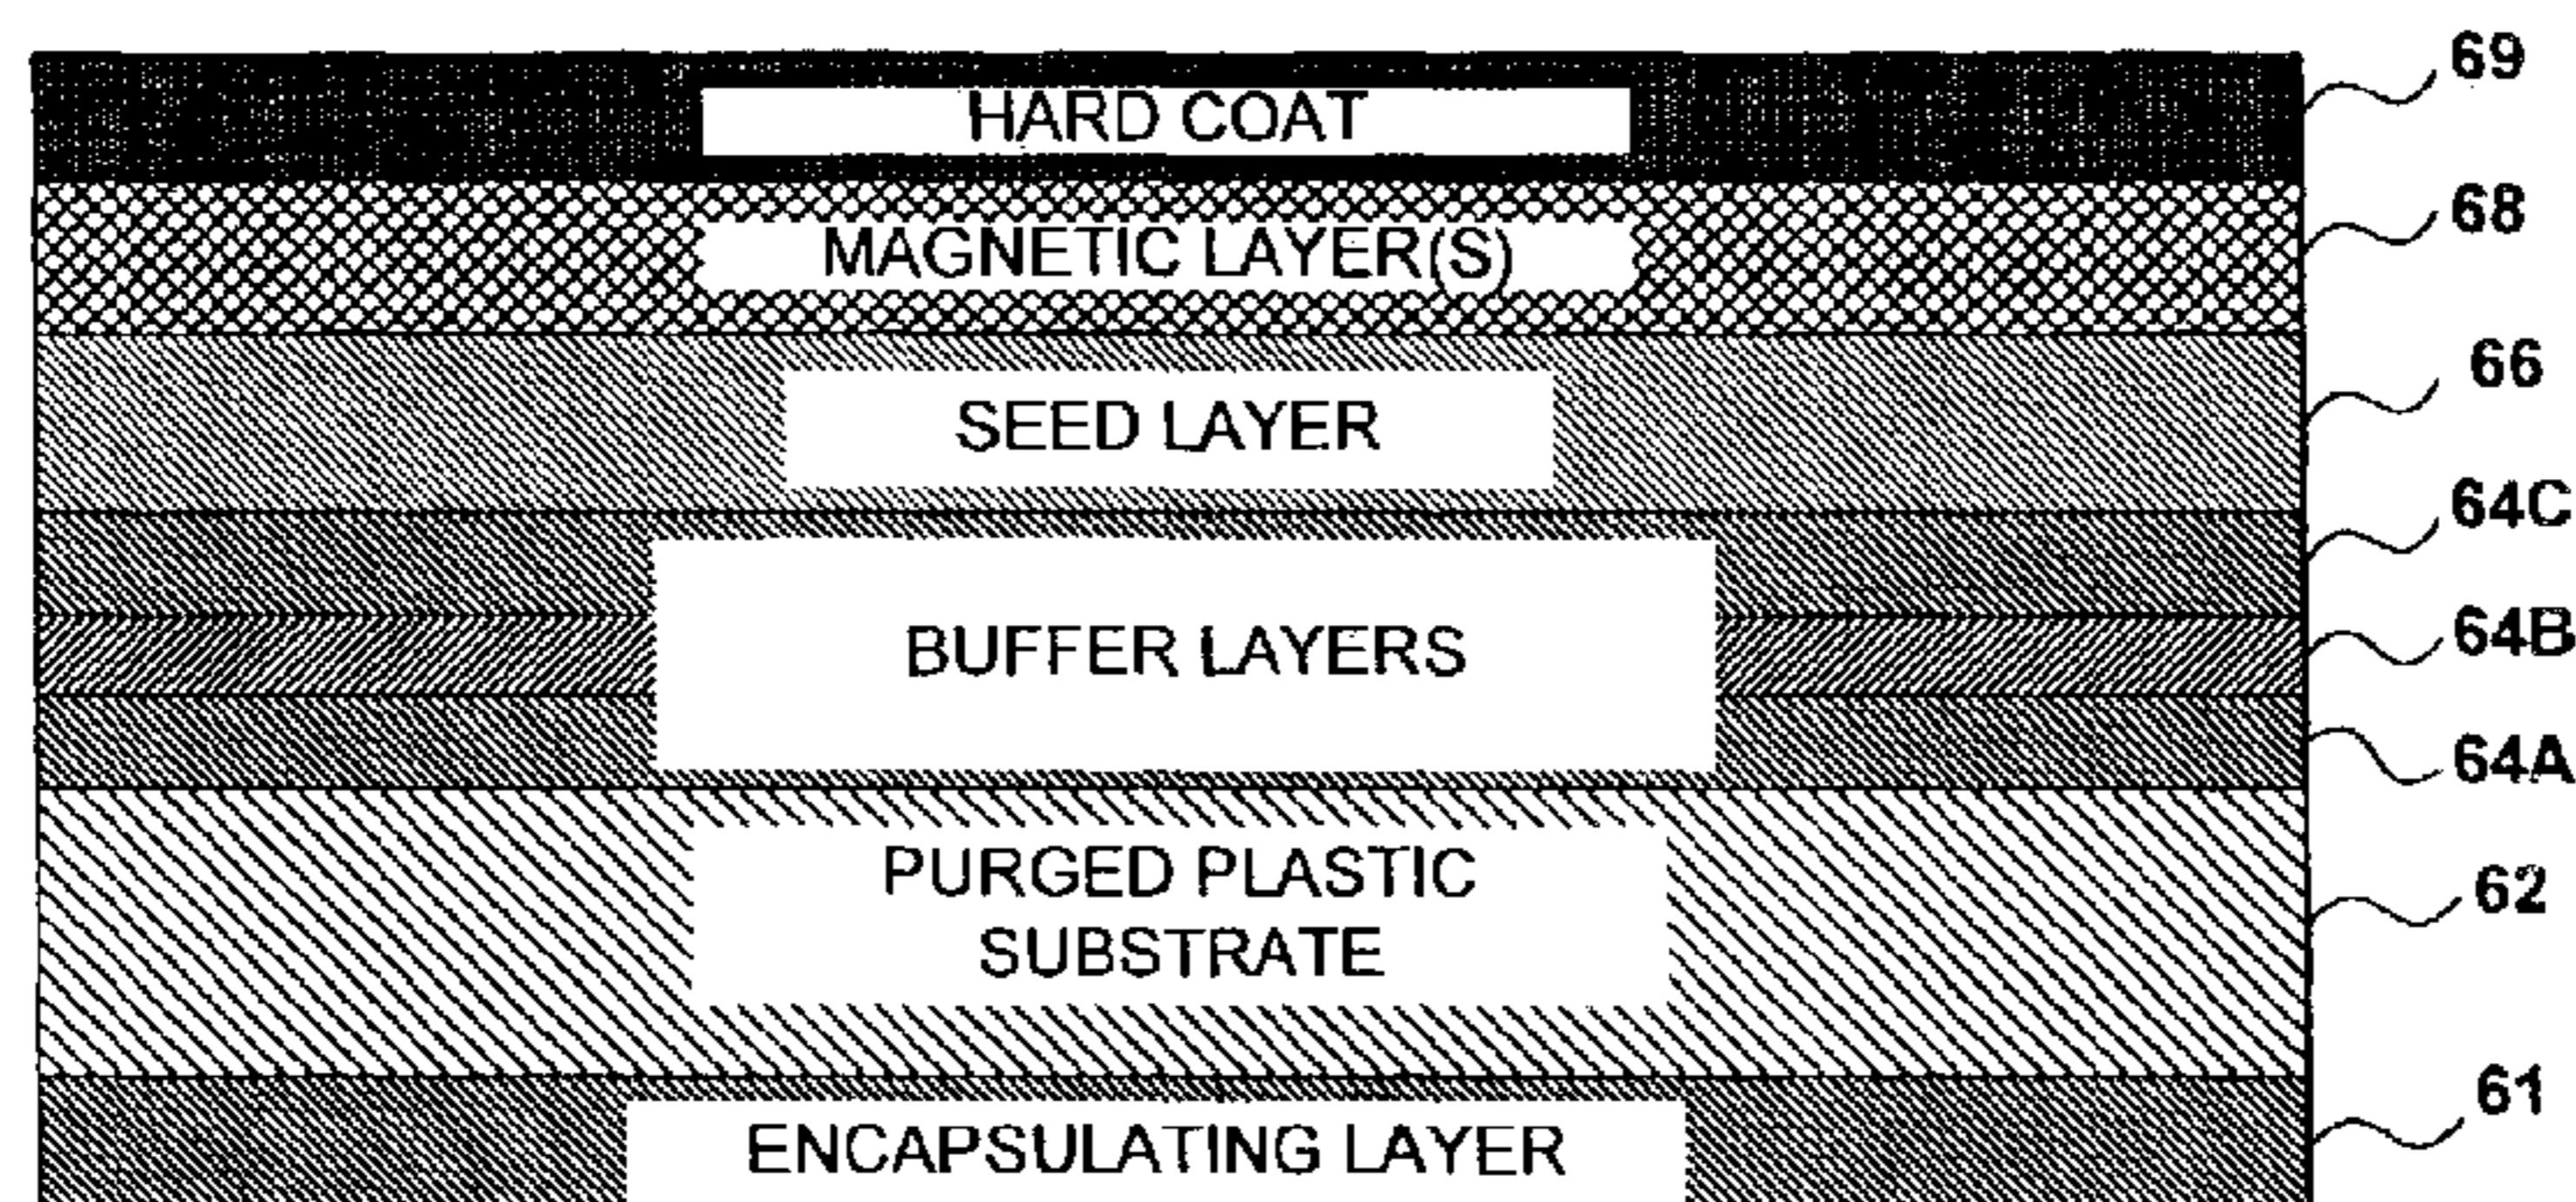 HARD COAT
69
MAGNETIC LAYER(S)
68
SEED LAYER
66
64C
BUFFER LAYERS
64B
64A
PURGED PLASTIC
SUBSTRATE
62
ENCAPSULATING LAYER
61